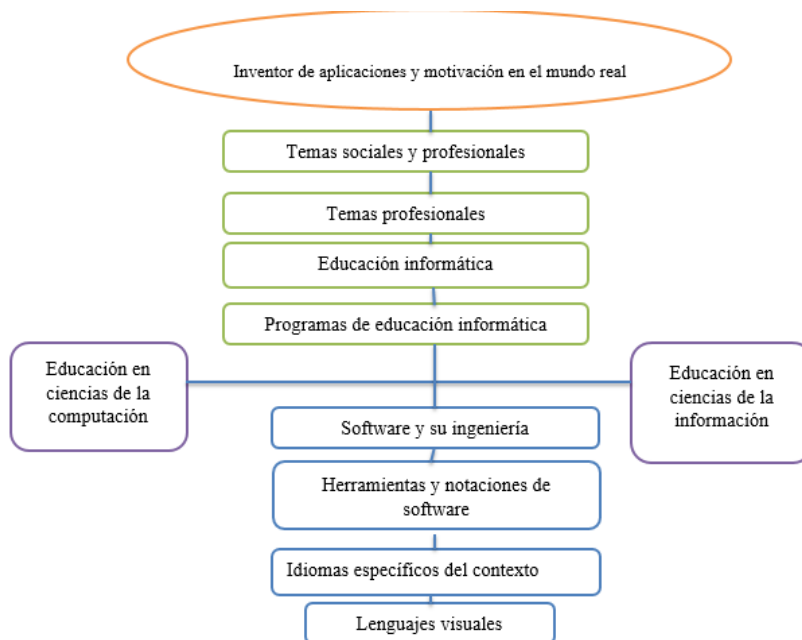 Inventor de aplicaciones y motivación en el mundo real
Temas sociales y profesionales
Temas profesionales
Educación informática
Programas de educación informática
Educación en
ciencias de la
computación
Educación en
ciencias de la
información
Software y su ingeniería
Herramientas y notaciones de
software
Idiomas específicos del contexto
Lenguajes visuales